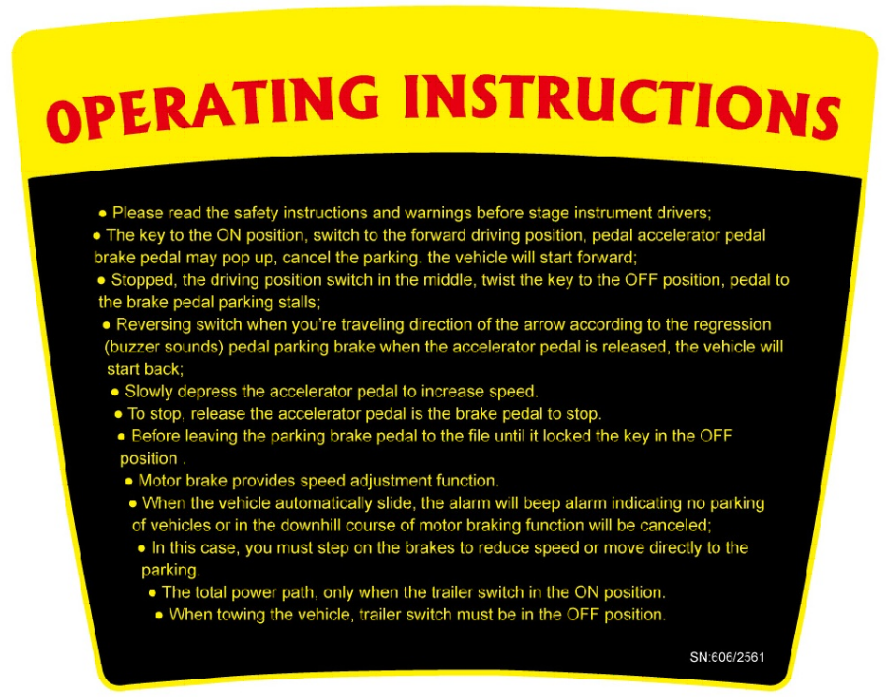 OPERATING INSTRUCTIONS
• Please read the safety instructions and warnings before stage instrument drivers;
• The key to the ON position, switch to the forward driving position, pedal accelerator pedal
brake pedal may pop up, cancel the parking. the vehicle will start forward;
• Stopped, the driving position switch in the middle, twist the key to the OFF position, pedal to
the brake pedal parking stalls;
• Reversing switch when you're traveling direction of the arrow according to the regression
(buzzer sounds) pedal parking brake when the accelerator pedal is released, the vehicle will
start back;
• Slowly depress the accelerator pedal to increase speed.
• To stop, release the accelerator pedal is the brake pedal to stop.
• Before leaving the parking brake pedal to the file until it locked the key in the OFF
position .
• Motor brake provides speed adjustment function.
• When the vehicle automatically slide, the alarm will beep alarm indicating no parking
of vehicles or in the downhill course of motor braking function will be canceled;
• In this case, you must step on the brakes to reduce speed or move directly to the
parking.
• The total power path, only when the trailer switch in the ON position.
• When towing the vehicle, trailer switch must be in the OFF position.
SN:606/2561